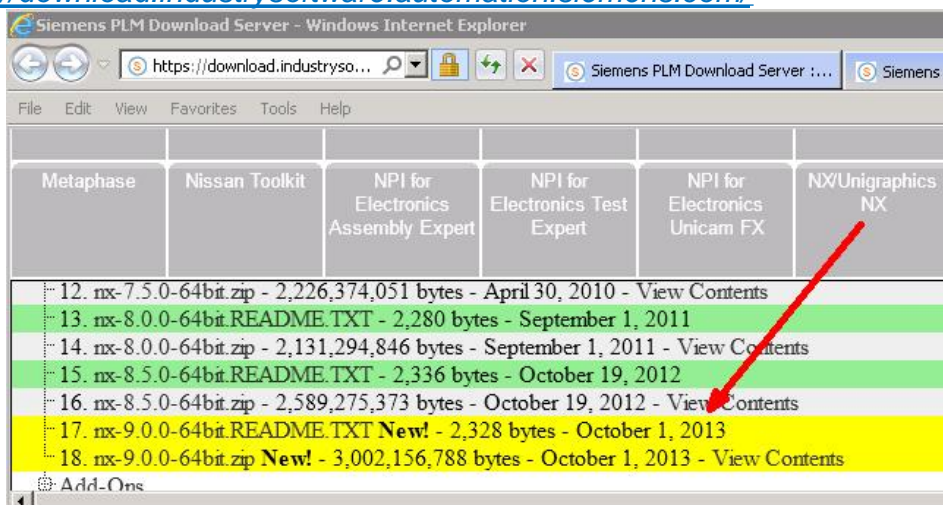 /download.industrysoftware.automation.siemens.com/
Siemens PLM Download Server - Windows Internet Explorer
https://download.industryso...
Siemens PLM Download Server :...
Siemens
File Edit View Favorites Tools Help
Metaphase
Nissan Toolkit
NPI for Electronics Assembly Expert
NPI for Electronics Test Expert
NPI for Electronics Unicam FX
NX/Unigraphics NX
12. nx-7.5.0-64bit.zip - 2,226,374,051 bytes - April 30, 2010 - View Contents
13. nx-8.0.0-64bit.README.TXT - 2,280 bytes - September 1, 2011
14. nx-8.0.0-64bit.zip - 2,131,294,846 bytes - September 1, 2011 - View Contents
15. nx-8.5.0-64bit.README.TXT - 2,336 bytes - October 19, 2012
16. nx-8.5.0-64bit.zip - 2,589,275,373 bytes - October 19, 2012 - View Contents
17. nx-9.0.0-64bit.README.TXT New! - 2,328 bytes - October 1, 2013
18. nx-9.0.0-64bit.zip New! - 3,002,156,788 bytes - October 1, 2013 - View Contents
Add-Ons